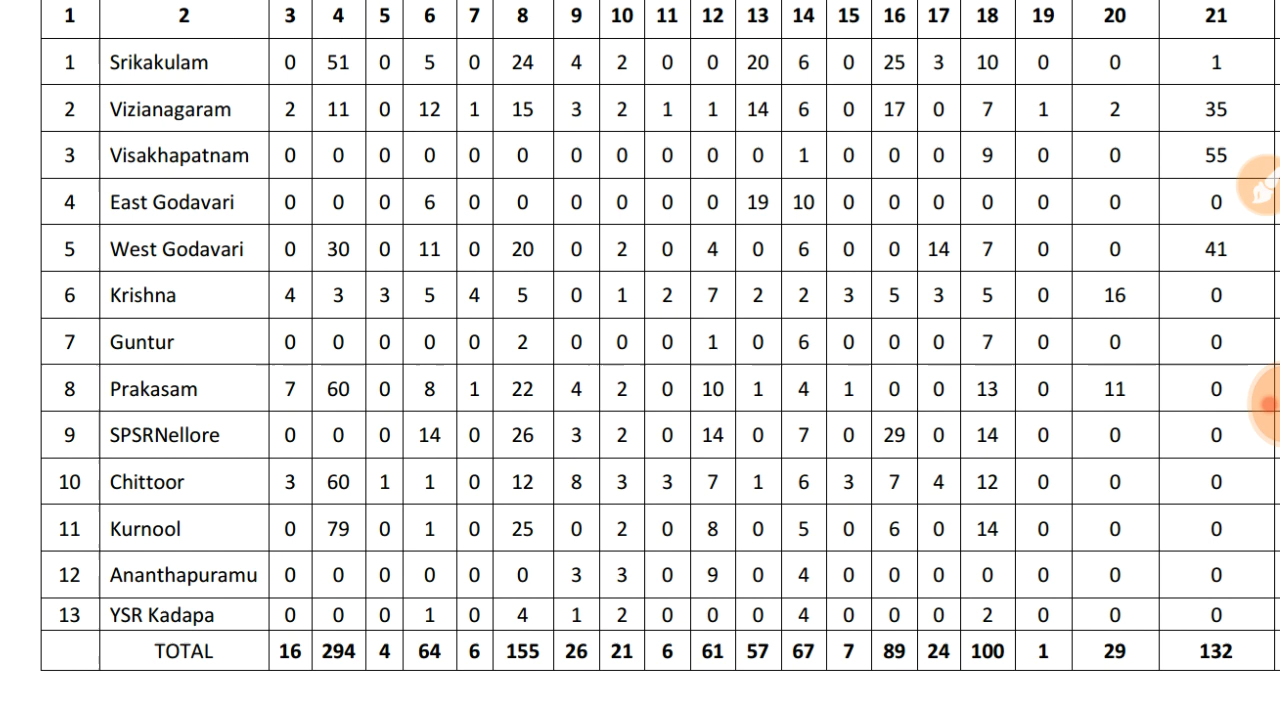 1 2 3 4 5 6 7 8 9 10 11 12 13 14 15 16 17 18 19 20 21
1 Srikakulam 0 51 0 5 0 24 4 2 0 0 20 6 0 25 3 10 0 0 1
2 Vizianagaram 2 11 0 12 1 15 3 2 1 1 14 6 0 17 0 7 1 2 35
3 Visakhapatnam 0 0 0 0 0 0 0 0 0 0 0 1 0 0 0 9 0 0 55
4 East Godavari 0 0 0 6 0 0 0 0 0 0 19 10 0 0 0 0 0 0 0
5 West Godavari 0 30 0 11 0 20 0 2 0 4 0 6 0 0 14 7 0 0 41
6 Krishna 4 3 3 5 4 5 0 1 2 7 2 2 3 5 3 5 0 16 0
7 Guntur 0 0 0 0 0 2 0 0 0 1 0 6 0 0 0 7 0 0 0
8 Prakasam 7 60 0 8 1 22 4 2 0 10 1 4 1 0 0 13 0 11 0
9 SPSRNellore 0 0 0 14 0 26 3 2 0 14 0 7 0 29 0 14 0 0 0
10 Chittoor 3 60 1 1 0 12 8 3 3 7 1 6 3 7 4 12 0 0 0
11 Kurnool 0 79 0 1 0 25 0 2 0 8 0 5 0 6 0 14 0 0 0
12 Ananthapuramu 0 0 0 0 0 0 3 3 0 9 0 4 0 0 0 0 0 0 0
13 YSR Kadapa 0 0 0 1 0 4 1 2 0 0 0 4 0 0 0 2 0 0 0
TOTAL 16 294 4 64 6 155 26 21 6 61 57 67 7 89 24 100 1 29 132